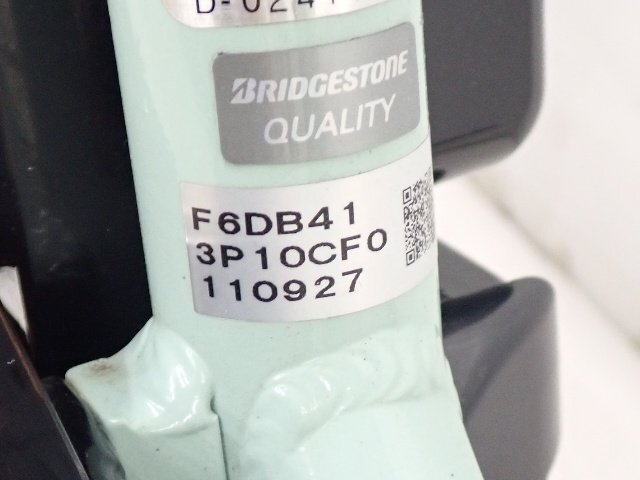 BRIDGESTONE
QUALITY
F6DB41
3P10CF0
110927